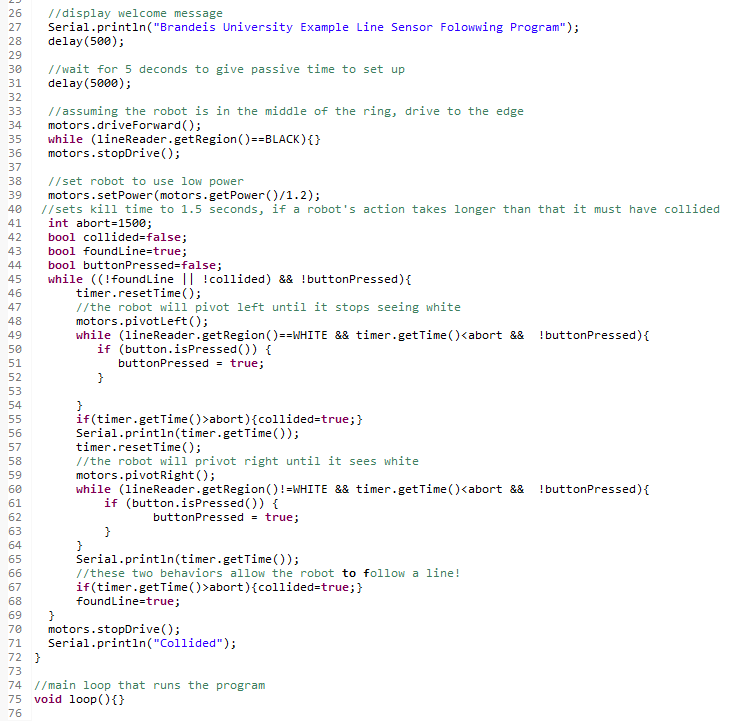 26 //display welcome message
27 Serial.println("Brandeis University Example Line Sensor Folowwing Program");
28 delay(500);
29
30 //wait for 5 deconds to give passive time to set up
31 delay(5000);
32
33 //assuming the robot is in the middle of the ring, drive to the edge
34 motors.driveForward();
35 while (lineReader.getRegion()==BLACK){}
36 motors.stopDrive();
37
38 //set robot to use low power
39 motors.setPower(motors.getPower()/1.2);
40 //sets kill time to 1.5 seconds, if a robot's action takes longer than that it must have collided
41 int abort=1500;
42 bool collided=false;
43 bool foundLine=true;
44 bool buttonPressed=false;
45 while ((!foundLine || !collided) && !buttonPressed){
46 timer.resetTime();
47 //the robot will pivot left until it stops seeing white
48 motors.pivotLeft();
49 while (lineReader.getRegion()==WHITE && timer.getTime()<abort && !buttonPressed){
50 if (button.isPressed()) {
51 buttonPressed = true;
52 }
53
54 }
55 if(timer.getTime()>abort){collided=true;}
56 Serial.println(timer.getTime());
57 timer.resetTime();
58 //the robot will privot right until it sees white
59 motors.pivotRight();
60 while (lineReader.getRegion()!=WHITE && timer.getTime()<abort && !buttonPressed){
61 if (button.isPressed()) {
62 buttonPressed = true;
63 }
64 }
65 Serial.println(timer.getTime());
66 //these two behaviors allow the robot to follow a line!
67 if(timer.getTime()>abort){collided=true;}
68 foundLine=true;
69 }
70 motors.stopDrive();
71 Serial.println("Collided");
72 }
73
74 //main loop that runs the program
75 void loop(){}
76